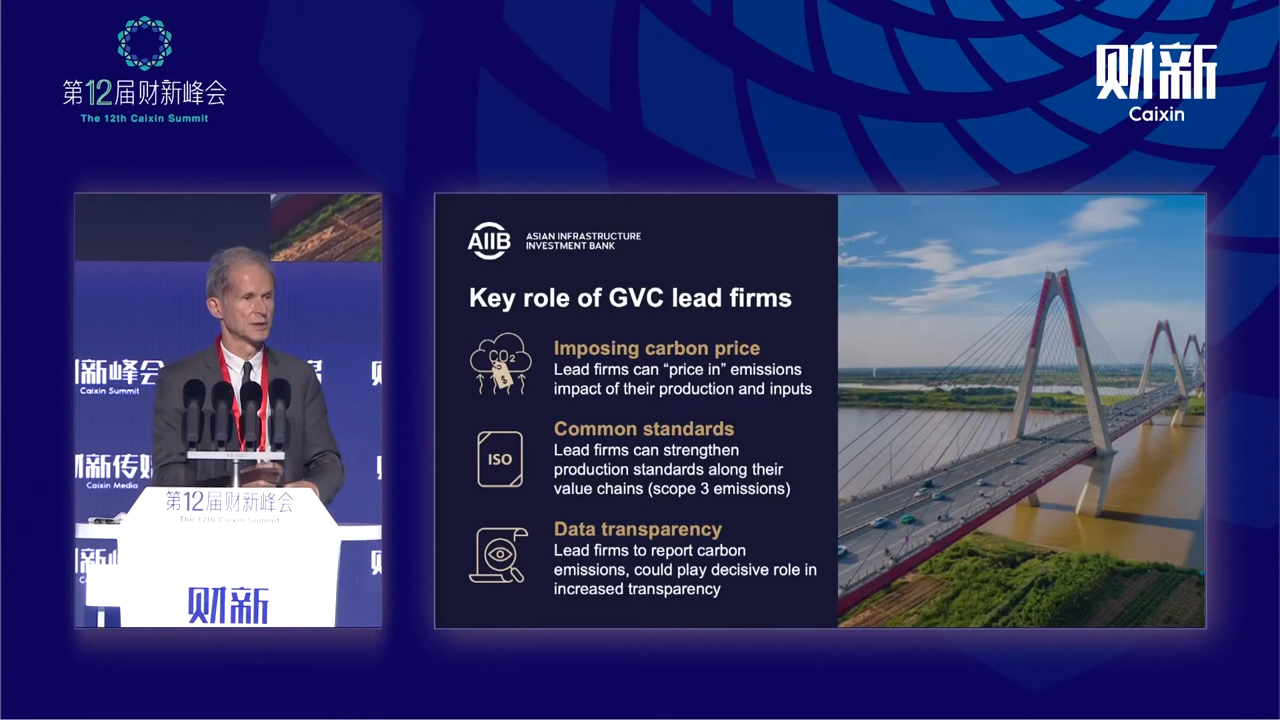 第12届财新峰会
The 12th Caixin Summit
财新
Caixin
财新峰会
Caixin Summit
财新传媒
Caixin Media
第12届财新峰会
The 12th Caixin Summit
财新
AIIB
ASIAN INFRASTRUCTURE
INVESTMENT BANK
Key role of GVC lead firms
CO2
$
Imposing carbon price
Lead firms can “price in” emissions
impact of their production and inputs
ISO
Common standards
Lead firms can strengthen
production standards along their
value chains (scope 3 emissions)
Data transparency
Lead firms to report carbon
emissions, could play decisive role in
increased transparency